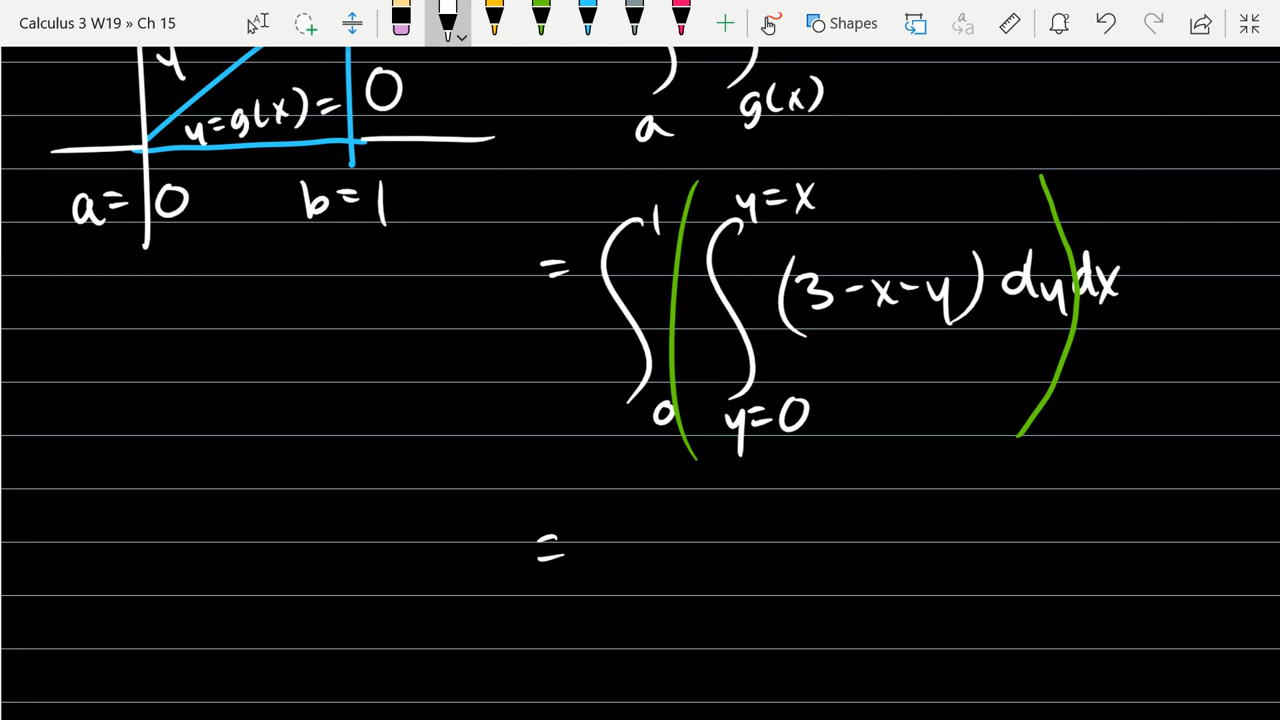 Calculus 3 W19 » Ch 15
Shapes
y
y=g(x)= 0
a= 0 b=1
a g(x)
= ∫ 1 0 ( ∫ y=x y=0 (3-x-y) dy ) dx
=